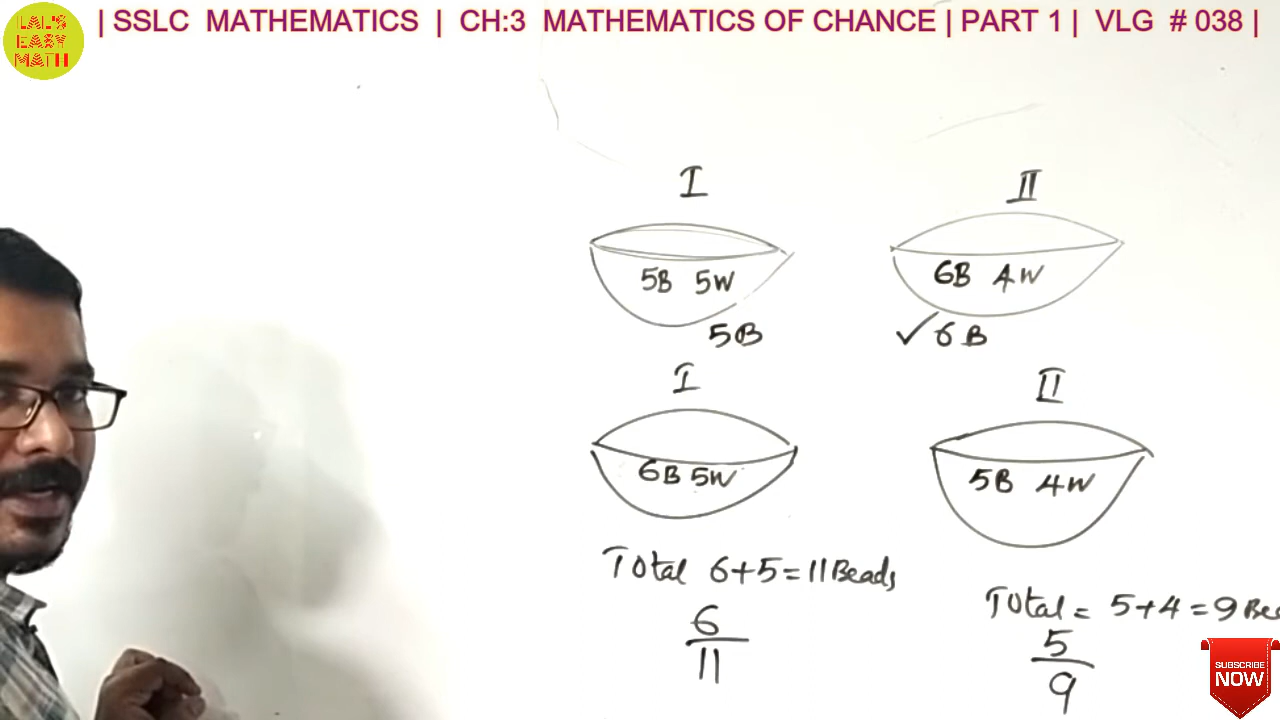 LAL'S
EASY
MATH
| SSLC MATHEMATICS | CH:3 MATHEMATICS OF CHANCE | PART 1 | VLG # 038 |
I II
5B 5W 6B 4W
5B ✓6B
I II
6B 5W 5B 4W
Total 6+5=11Beads
Total = 5+4=9
6/11 5/9
SUBSCRIBE
NOW